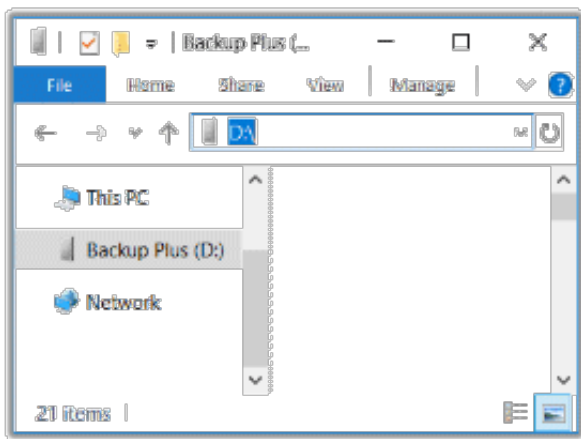 Backup Plus (...
File Home Share View Manage ?
D:\
This PC
Backup Plus (D:)
Network
21 items